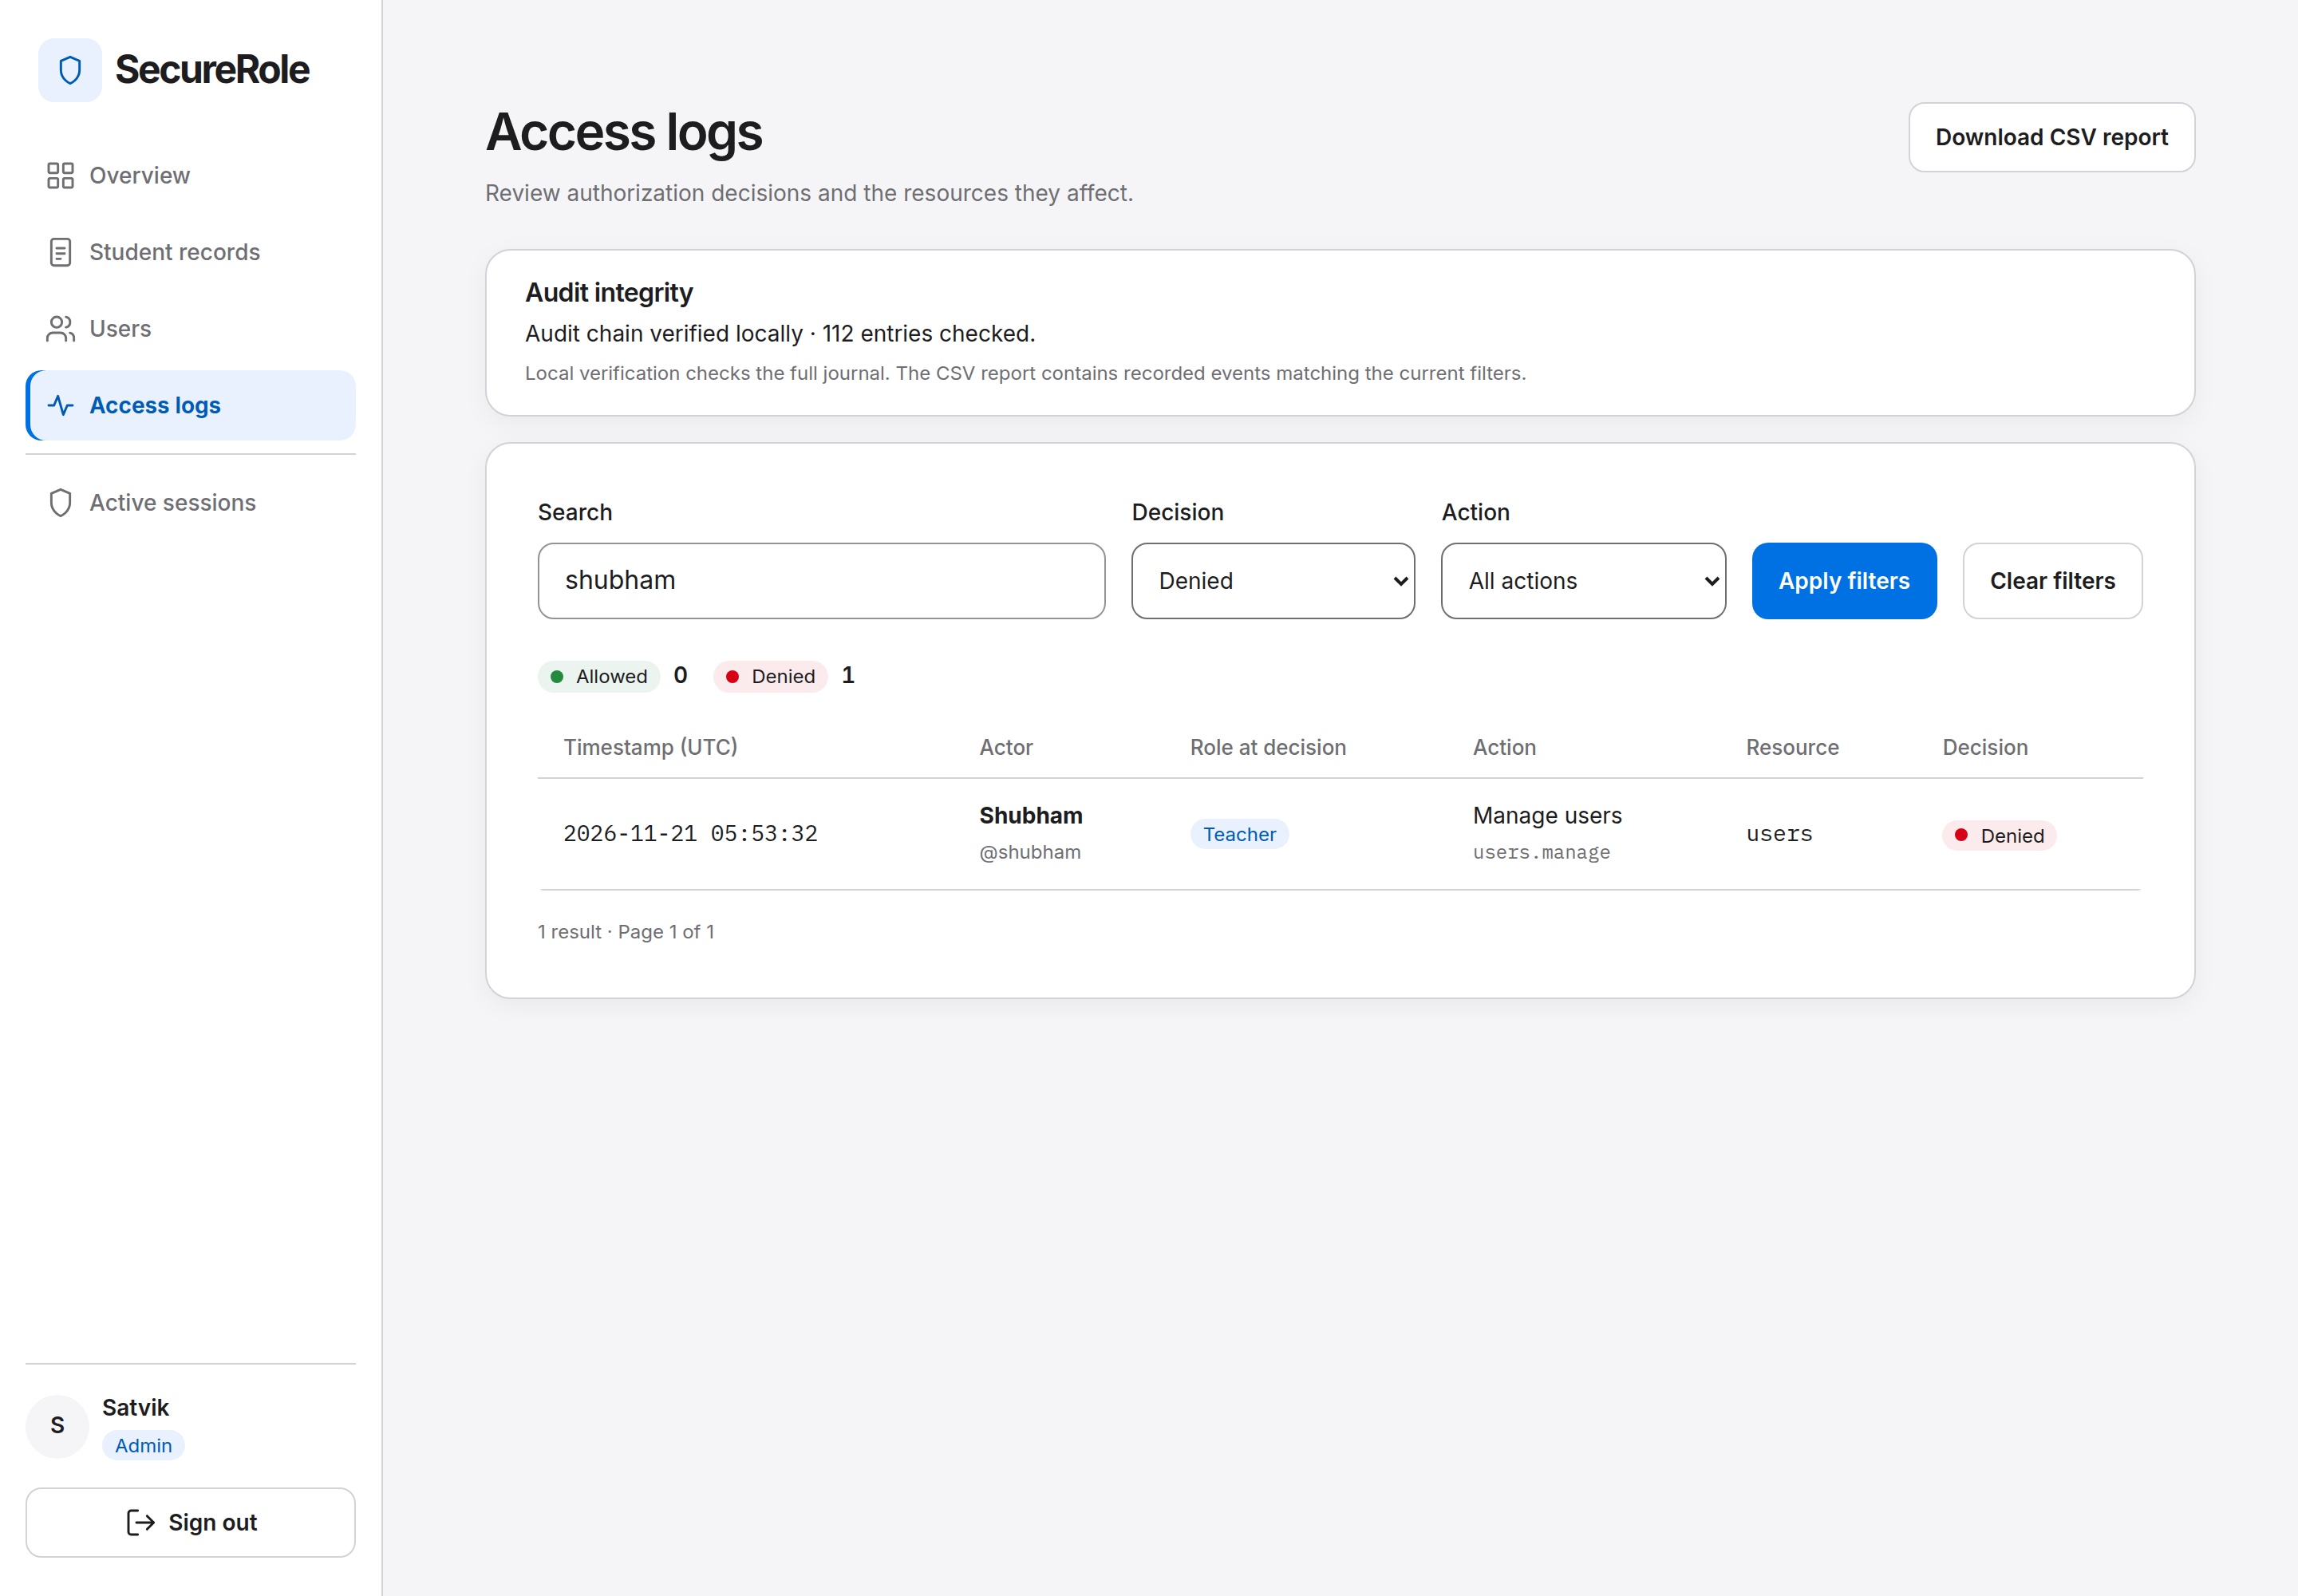 SecureRole
Overview
Student records
Users
Access logs
Active sessions
S
Satvik
Admin
Sign out
Access logs
Review authorization decisions and the resources they affect.
Download CSV report
Audit integrity
Audit chain verified locally · 112 entries checked.
Local verification checks the full journal. The CSV report contains recorded events matching the current filters.
Search Decision Action
shubham Denied All actions Apply filters Clear filters
Allowed 0 Denied 1
Timestamp (UTC) Actor Role at decision Action Resource Decision
2026-11-21 05:53:32 Shubham Teacher Manage users users Denied
@shubham users.manage
1 result · Page 1 of 1